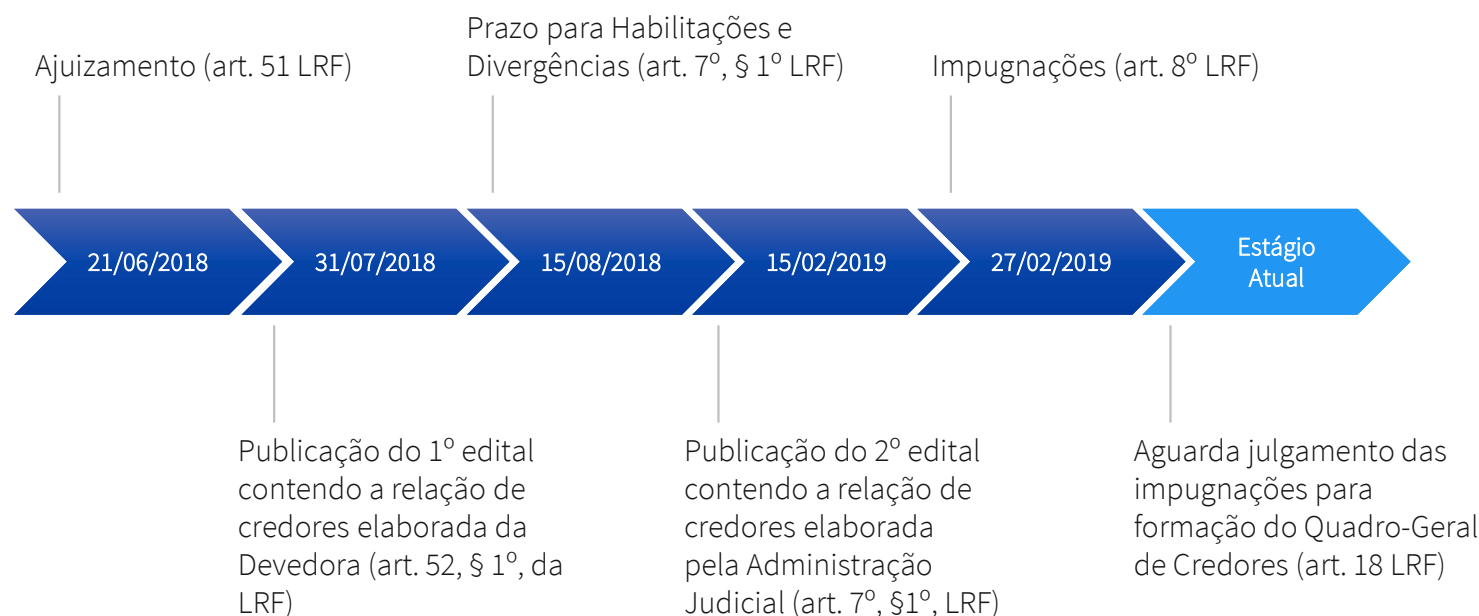 Ajuizamento (art. 51 LRF)
Prazo para Habilitações e
Divergências (art. 7º, § 1º LRF)
Impugnações (art. 8º LRF)
21/06/2018
31/07/2018
15/08/2018
15/02/2019
27/02/2019
Estágio
Atual
Publicação do 1º edital
contendo a relação de
credores elaborada da
Devedora (art. 52, § 1º, da
LRF)
Publicação do 2º edital
contendo a relação de
credores elaborada
pela Administração
Judicial (art. 7º, §1º, LRF)
Aguarda julgamento das
impugnações para
formação do Quadro-Geral
de Credores (art. 18 LRF)